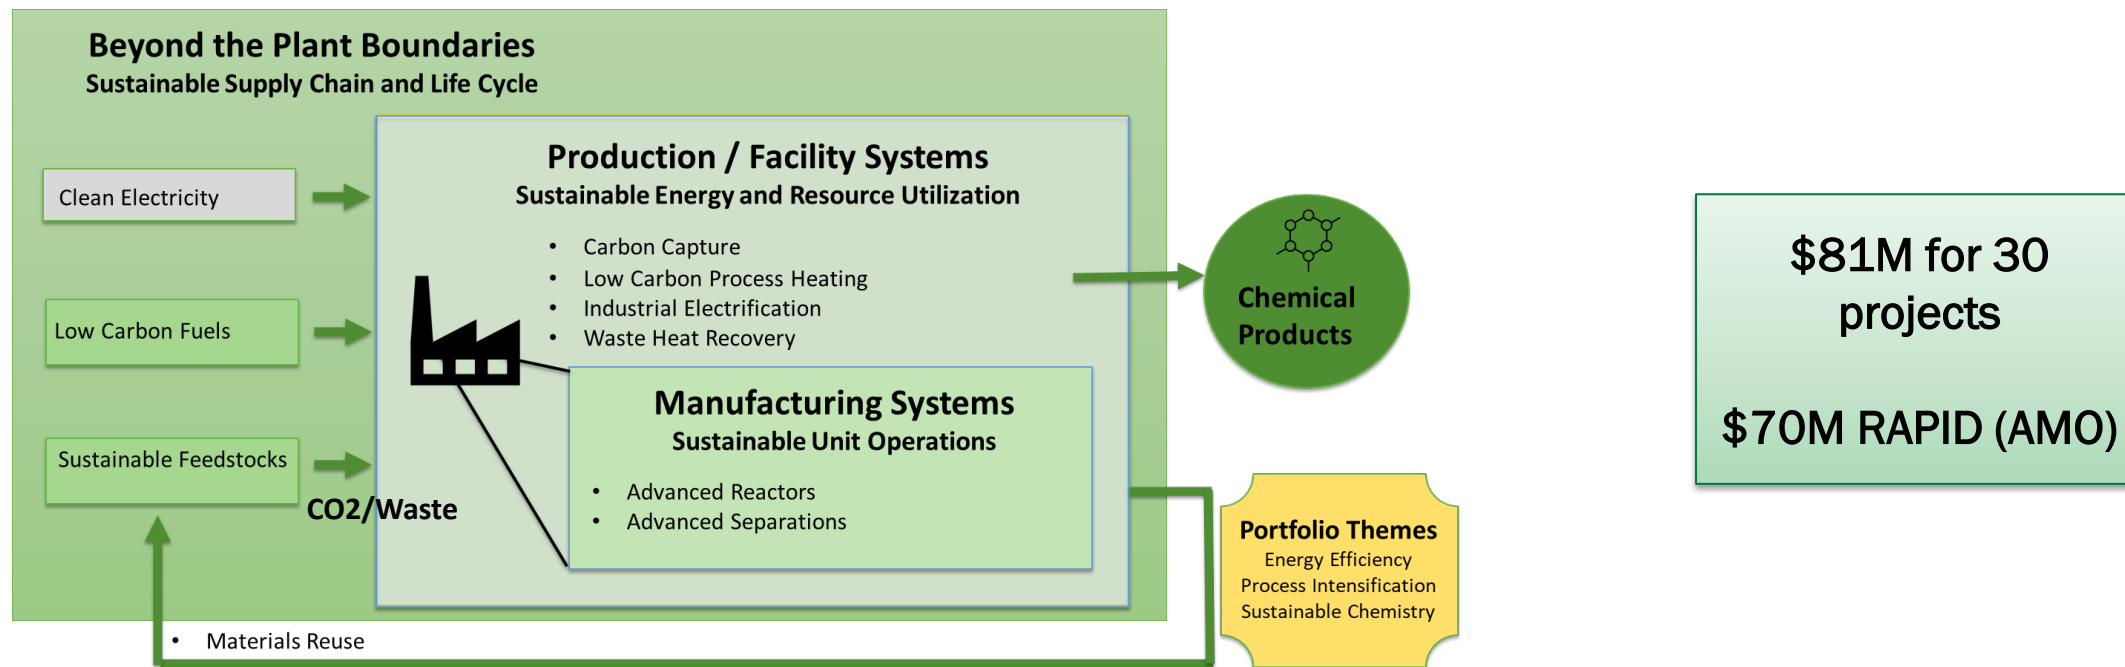 Beyond the Plant Boundaries
Sustainable Supply Chain and Life Cycle
Clean Electricity
Low Carbon Fuels
Sustainable Feedstocks
CO2/Waste
Production / Facility Systems
Sustainable Energy and Resource Utilization
• Carbon Capture
• Low Carbon Process Heating
• Industrial Electrification
• Waste Heat Recovery
Manufacturing Systems
Sustainable Unit Operations
• Advanced Reactors
• Advanced Separations
• Materials Reuse
Chemical
Products
Portfolio Themes
Energy Efficiency
Process Intensification
Sustainable Chemistry
$81M for 30
projects
$70M RAPID (AMO)